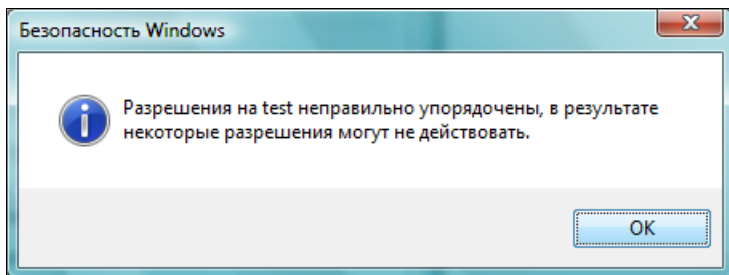 Безопасность Windows
Разрешения на test неправильно упорядочены, в результате
некоторые разрешения могут не действовать.
OK